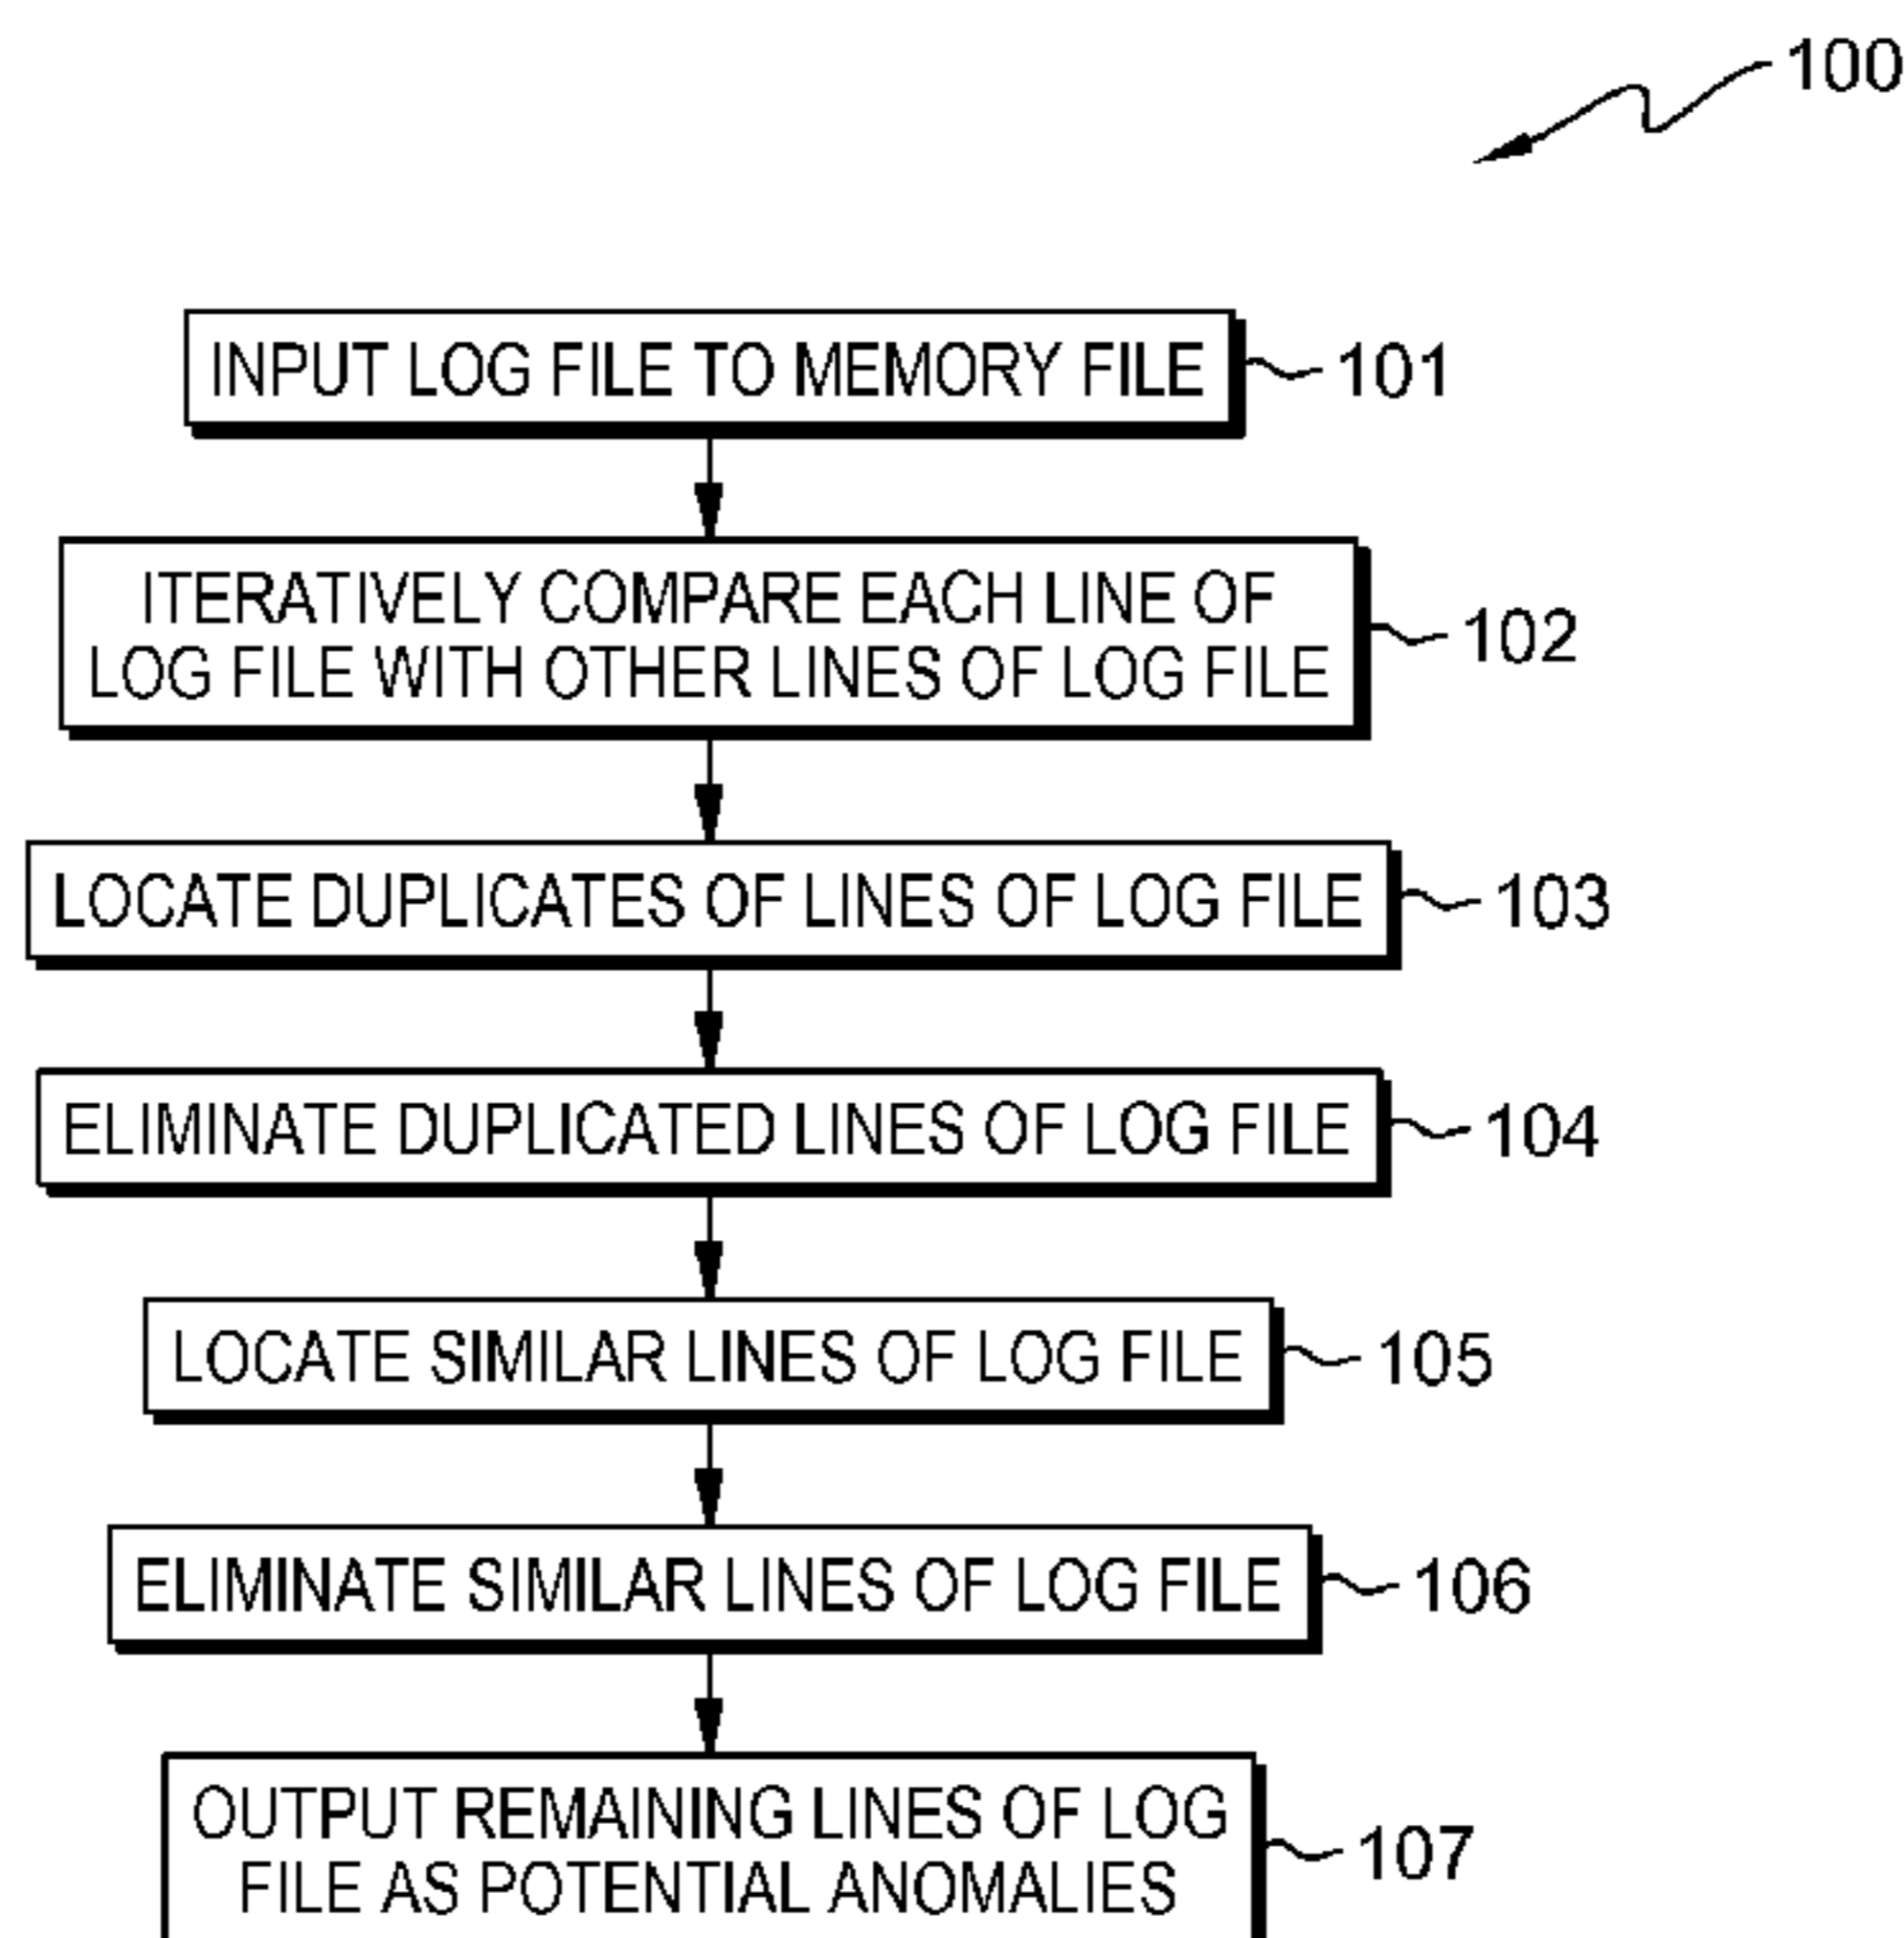 100
INPUT LOG FILE TO MEMORY FILE
101
ITERATIVELY COMPARE EACH LINE OF
LOG FILE WITH OTHER LINES OF LOG FILE
102
LOCATE DUPLICATES OF LINES OF LOG FILE
103
ELIMINATE DUPLICATED LINES OF LOG FILE
104
LOCATE SIMILAR LINES OF LOG FILE
105
ELIMINATE SIMILAR LINES OF LOG FILE
106
OUTPUT REMAINING LINES OF LOG
FILE AS POTENTIAL ANOMALIES
107